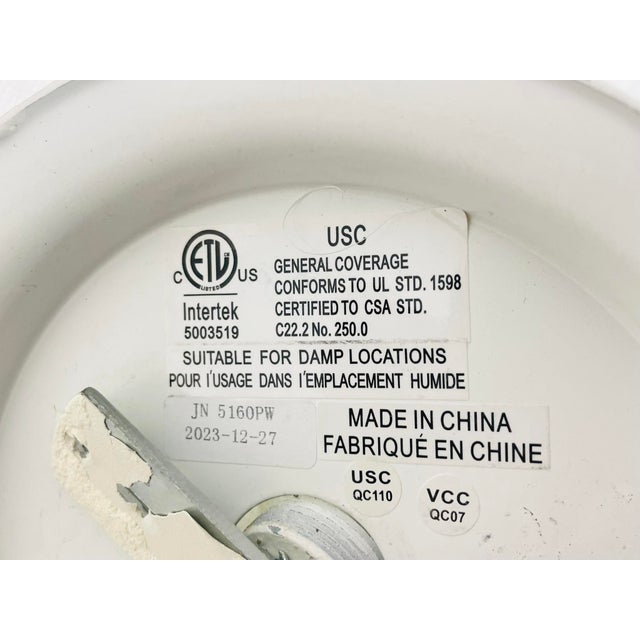 USC
C ETL US
LISTED
Intertek
5003519
GENERAL COVERAGE
CONFORMS TO UL STD. 1598
CERTIFIED TO CSA STD.
C22.2 No. 250.0
SUITABLE FOR DAMP LOCATIONS
POUR I'USAGE DANS I'EMPLACEMENT HUMIDE
JN 5160PW
2023-12-27
MADE IN CHINA
FABRIQUÉ EN CHINE
USC
QC110
VCC
QC07